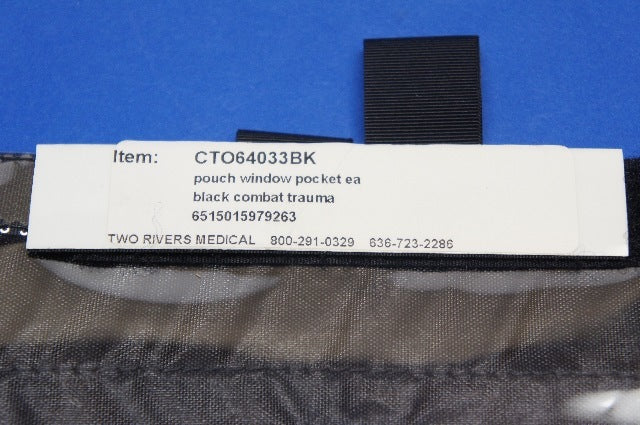 Item: CTO64033BK
pouch window pocket ea
black combat trauma
6515015979263
TWO RIVERS MEDICAL 800-291-0329 636-723-2286